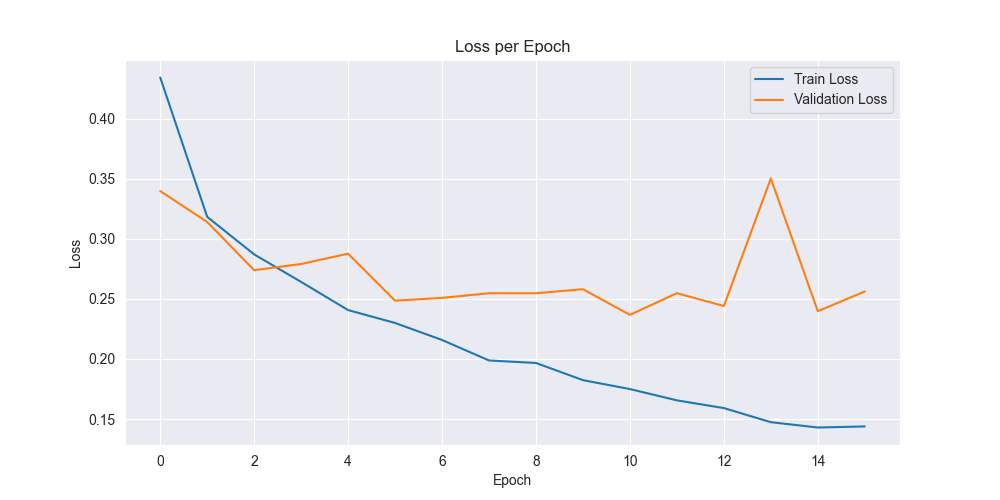 Loss per Epoch
Train Loss
Validation Loss
0.40
0.35
0.30
0.25
0.20
0.15
Loss
0 2 4 6 8 10 12 14
Epoch